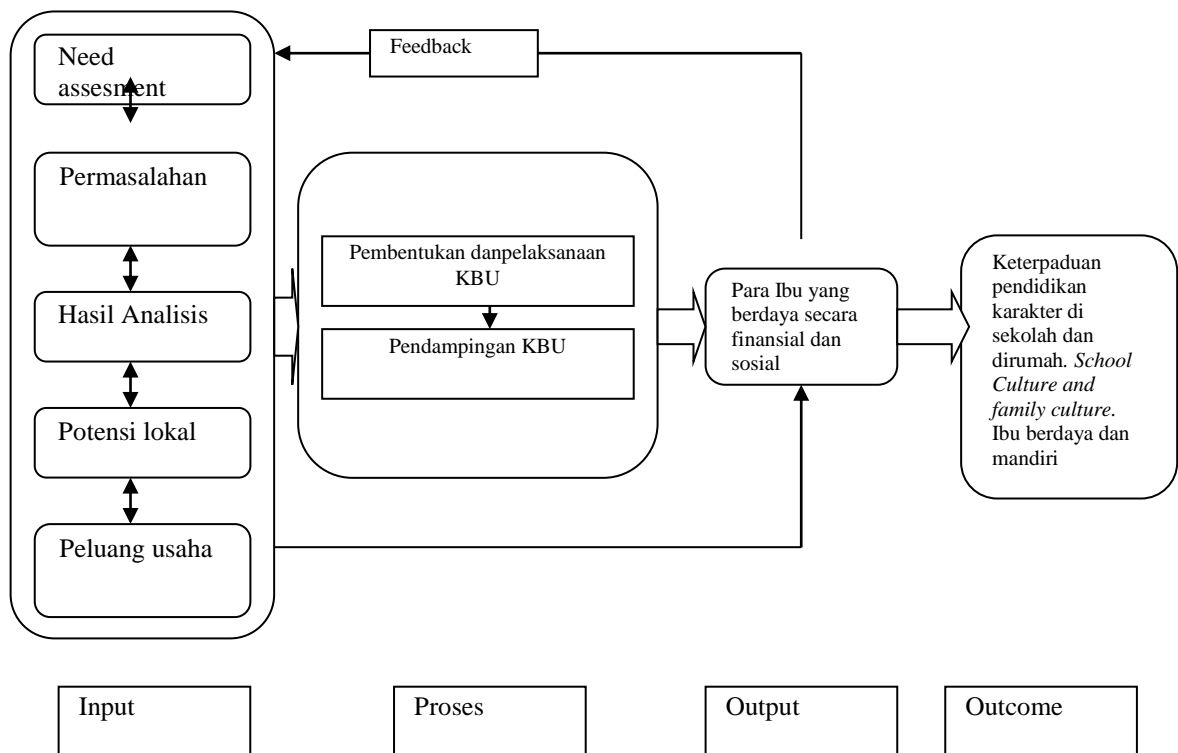 Need
assesment
Feedback
Permasalahan
Hasil Analisis
Potensi lokal
Peluang usaha
Pembentukan danpelaksanaan
KBU
Pendampingan KBU
Para Ibu yang
berdaya secara
finansial dan
sosial
Keterpaduan
pendidikan
karakter di
sekolah dan
dirumah. School
Culture and
family culture.
Ibu berdaya dan
mandiri
Input
Proses
Output
Outcome